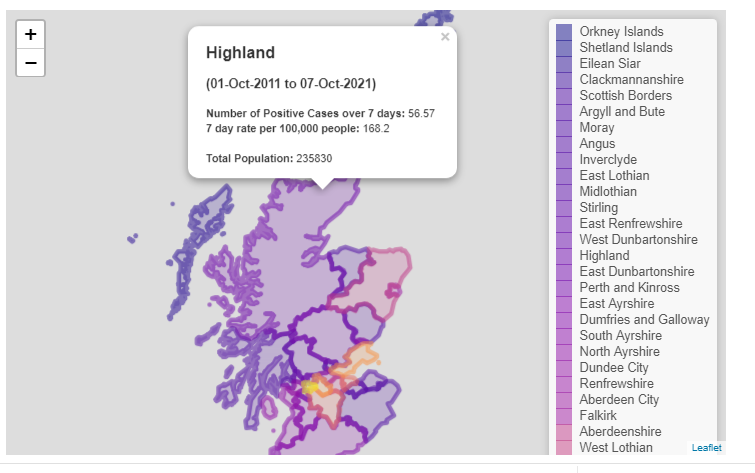 +
−
×
Highland
(01-Oct-2011 to 07-Oct-2021)
Number of Positive Cases over 7 days: 56.57
7 day rate per 100,000 people: 168.2
Total Population: 235830
Orkney Islands
Shetland Islands
Eilean Siar
Clackmannanshire
Scottish Borders
Argyll and Bute
Moray
Angus
Inverclyde
East Lothian
Midlothian
Stirling
East Renfrewshire
West Dunbartonshire
Highland
East Dunbartonshire
Perth and Kinross
East Ayrshire
Dumfries and Galloway
South Ayrshire
North Ayrshire
Dundee City
Renfrewshire
Aberdeen City
Falkirk
Aberdeenshire
West Lothian
Leaflet